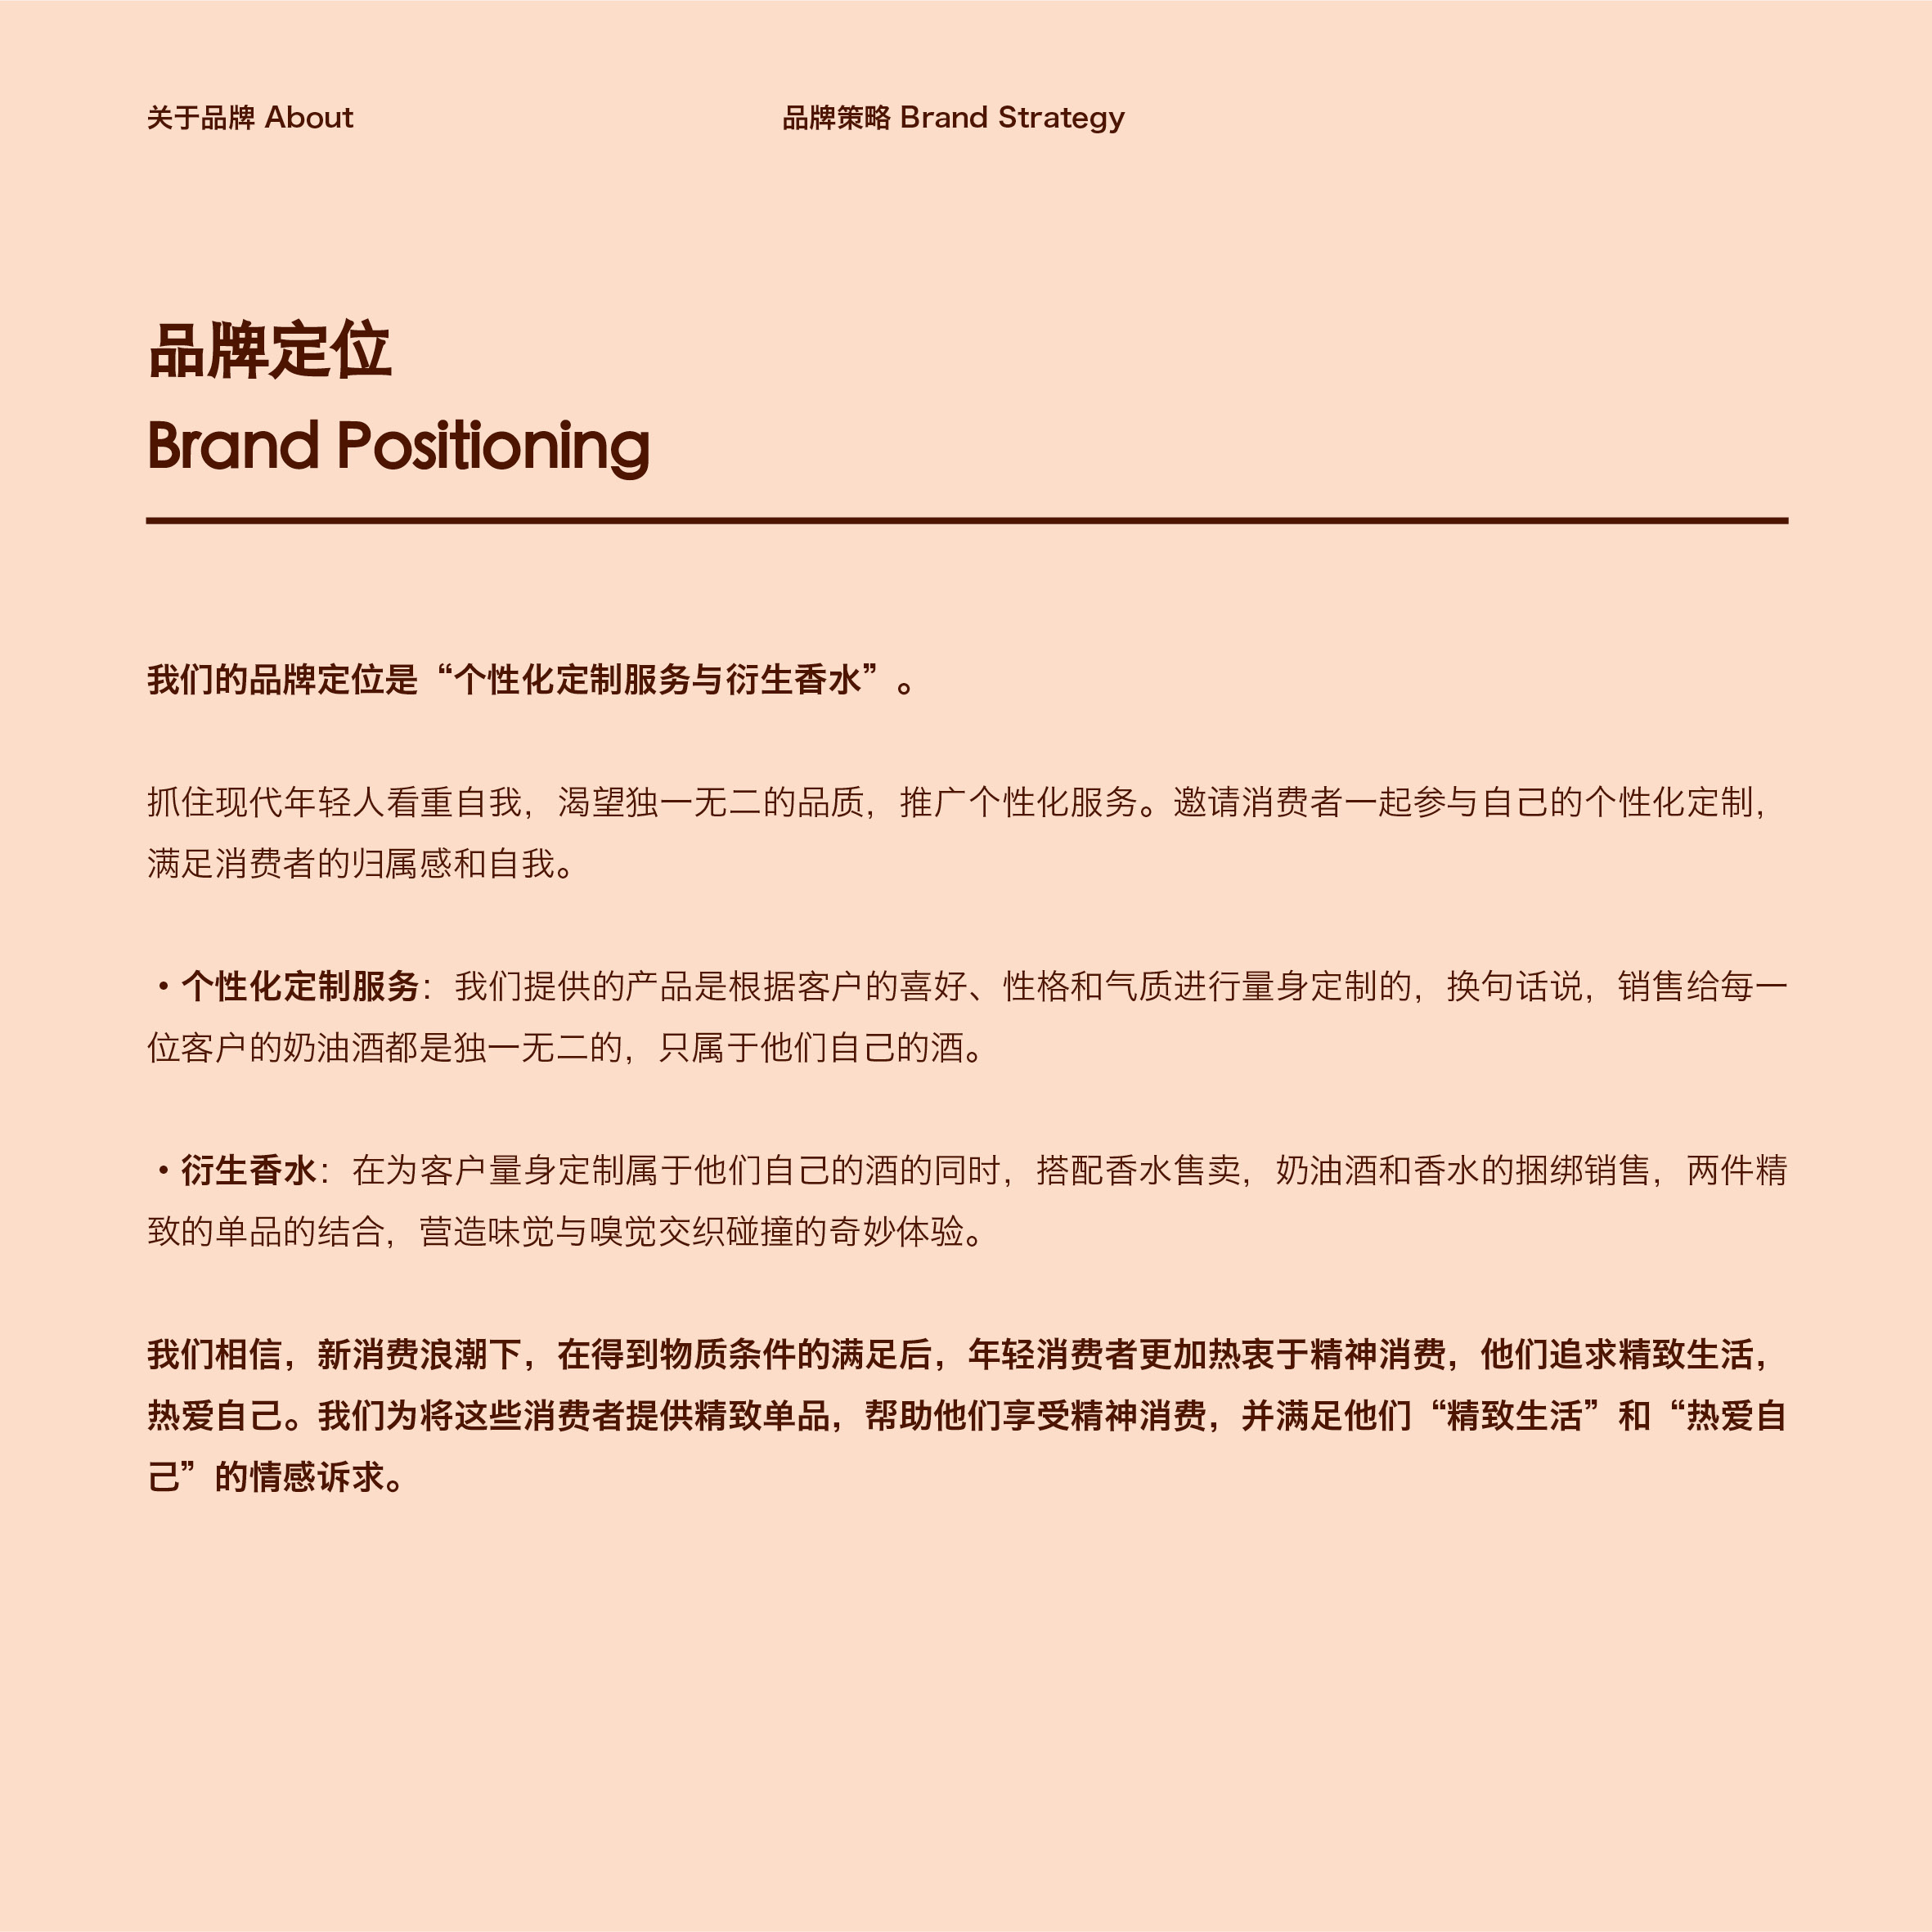 关于品牌 About
品牌策略 Brand Strategy
品牌定位
Brand Positioning
我们的品牌定位是“个性化定制服务与衍生香水”。
抓住现代年轻人看重自我，渴望独一无二的品质，推广个性化服务。邀请消费者一起参与自己的个性化定制，
满足消费者的归属感和自我。
・个性化定制服务：我们提供的产品是根据客户的喜好、性格和气质进行量身定制的，换句话说，销售给每一
位客户的奶油酒都是独一无二的，只属于他们自己的酒。
・衍生香水：在为客户量身定制属于他们自己的酒的同时，搭配香水售卖，奶油酒和香水的捆绑销售，两件精
致的单品的结合，营造味觉与嗅觉交织碰撞的奇妙体验。
我们相信，新消费浪潮下，在得到物质条件的满足后，年轻消费者更加热衷于精神消费，他们追求精致生活，
热爱自己。我们为将这些消费者提供精致单品，帮助他们享受精神消费，并满足他们“精致生活”和“热爱自
己”的情感诉求。